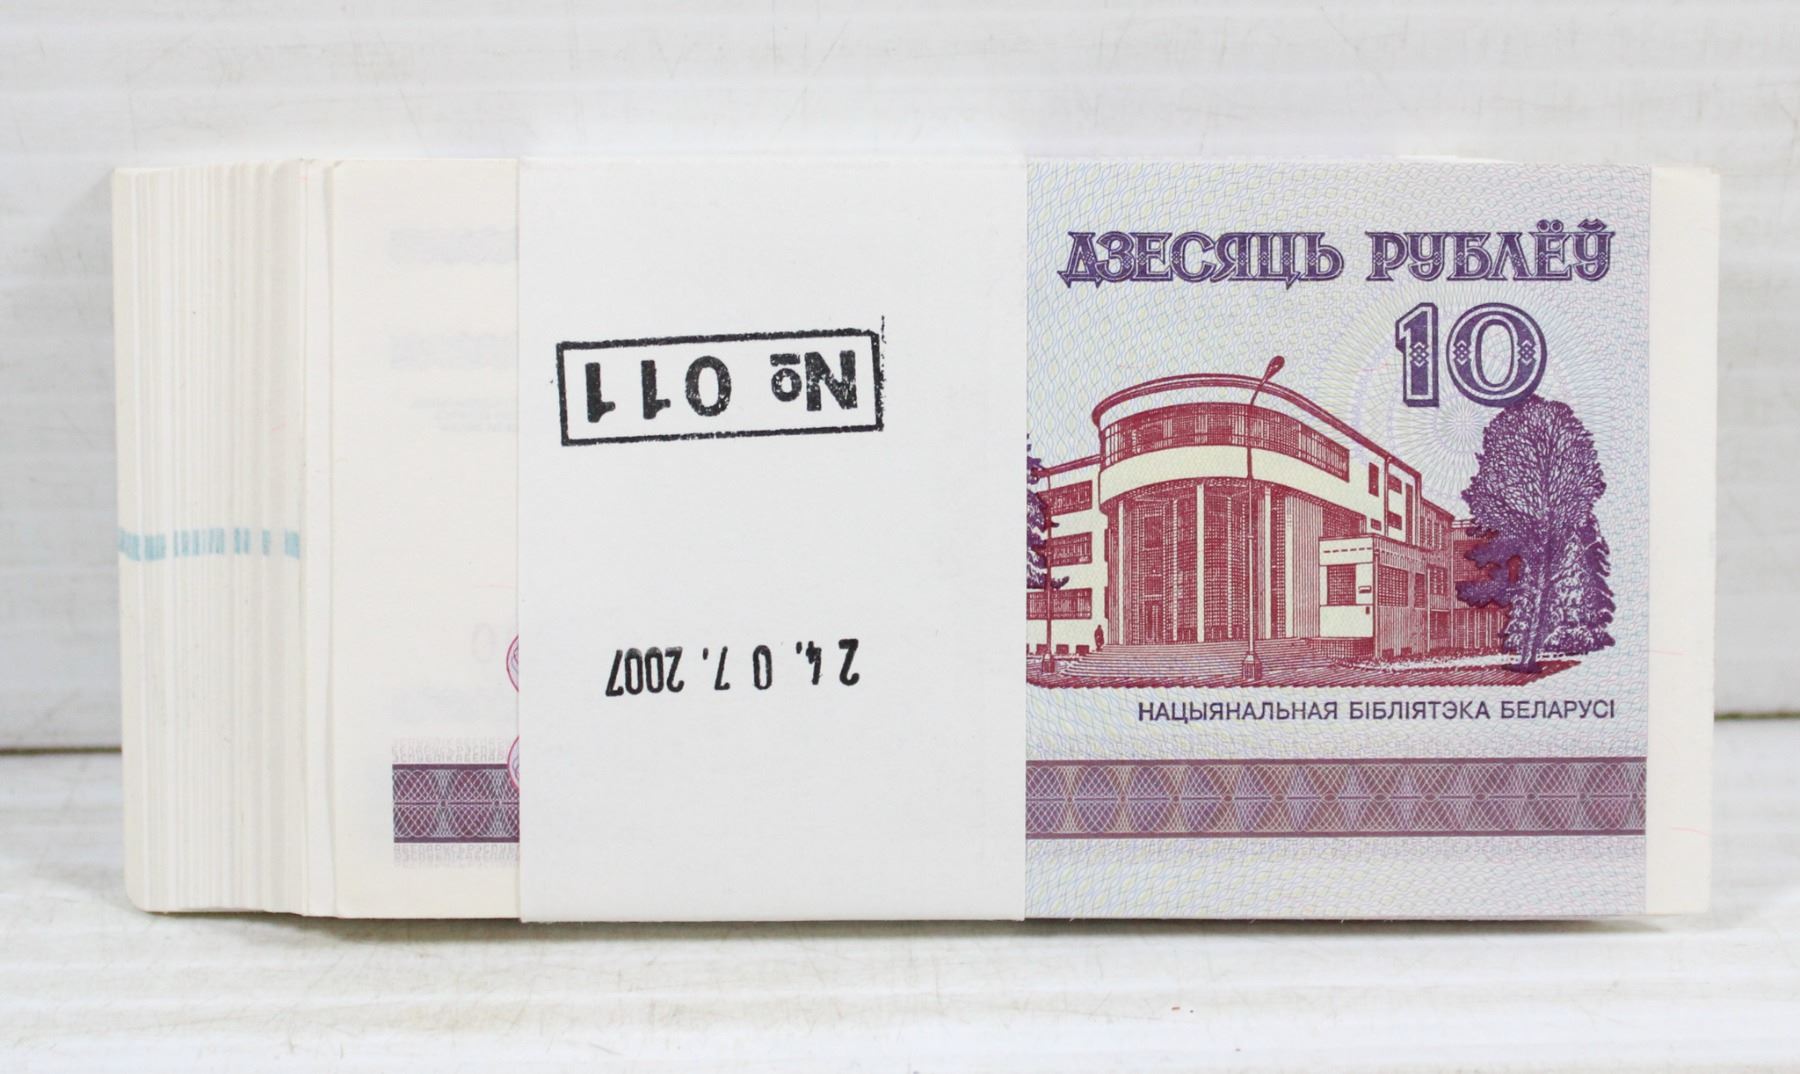 № 011
24.07.2007
ДЗЕСЯЦЬ РУБЛЁЎ
10
НАЦЫЯНАЛЬНАЯ БІБЛІЯТЭКА БЕЛАРУСІ